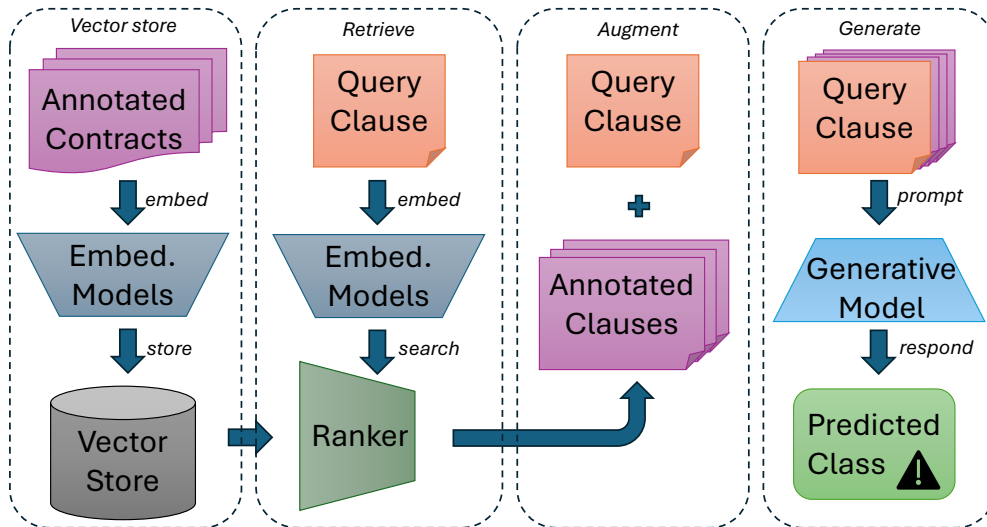 Vector store
Annotated
Contracts
embed
Embed.
Models
store
Vector
Store
Retrieve
Query
Clause
embed
Embed.
Models
search
Ranker
Augment
Query
Clause
Annotated
Clauses
Generate
Query
Clause
prompt
Generative
Model
respond
Predicted
Class